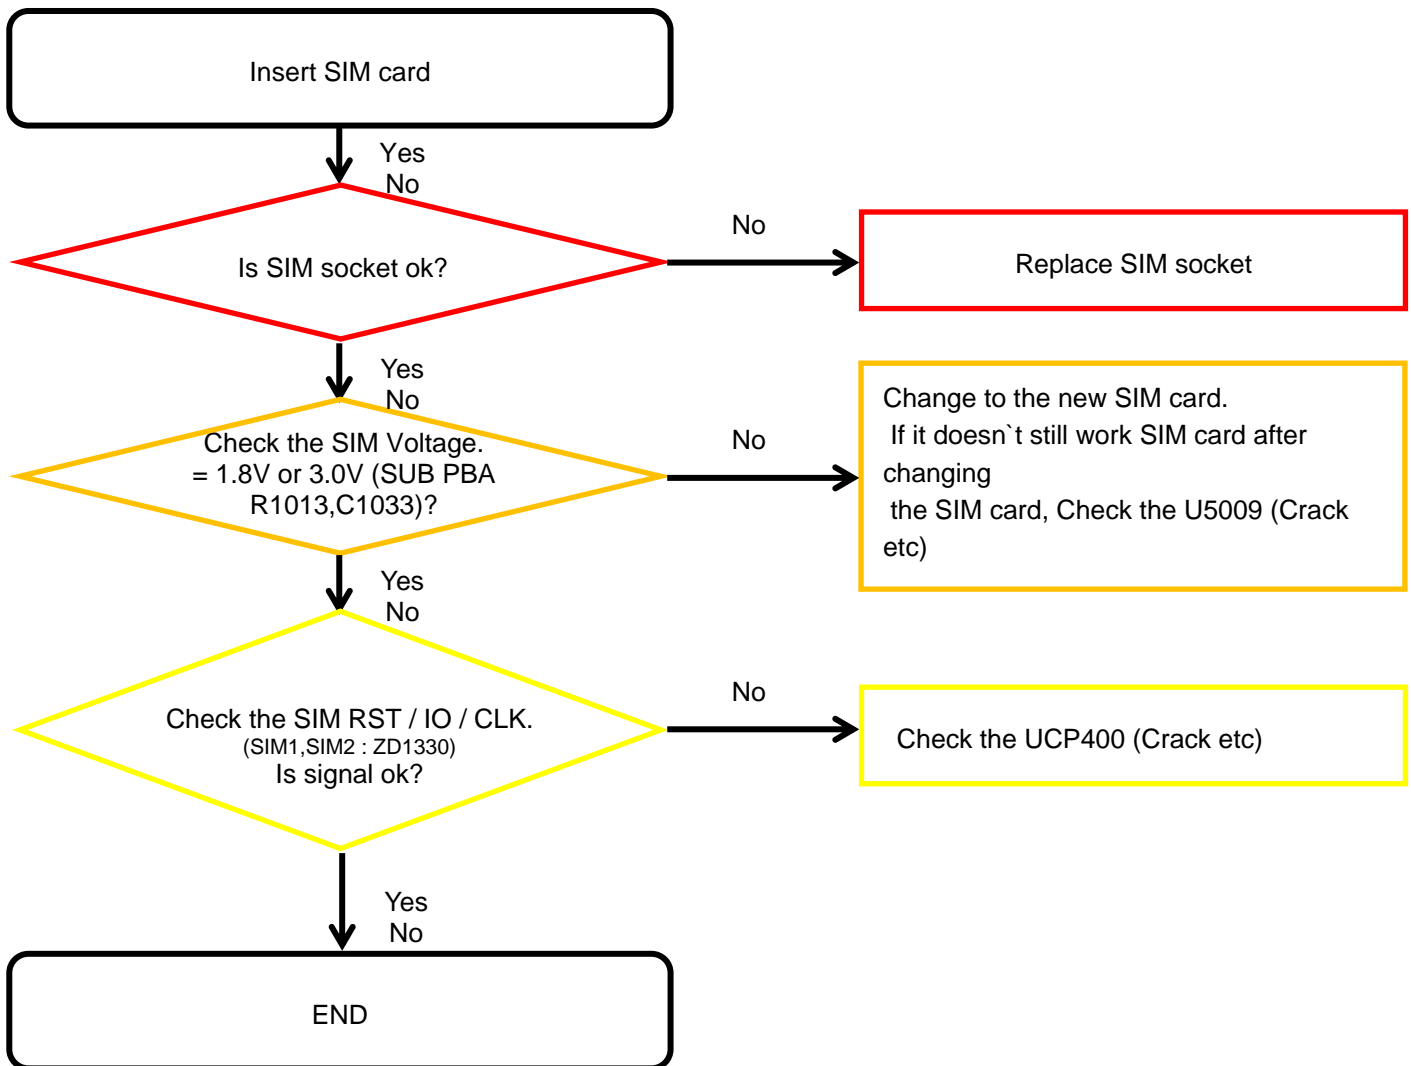 Insert SIM card
Yes
No
Is SIM socket ok?
No
Replace SIM socket
Yes
No
Check the SIM Voltage.
= 1.8V or 3.0V (SUB PBA
R1013,C1033)?
No
Change to the new SIM card.
If it doesn`t still work SIM card after
changing
the SIM card, Check the U5009 (Crack
etc)
Yes
No
Check the SIM RST / IO / CLK.
(SIM1,SIM2 : ZD1330)
Is signal ok?
No
Check the UCP400 (Crack etc)
Yes
No
END